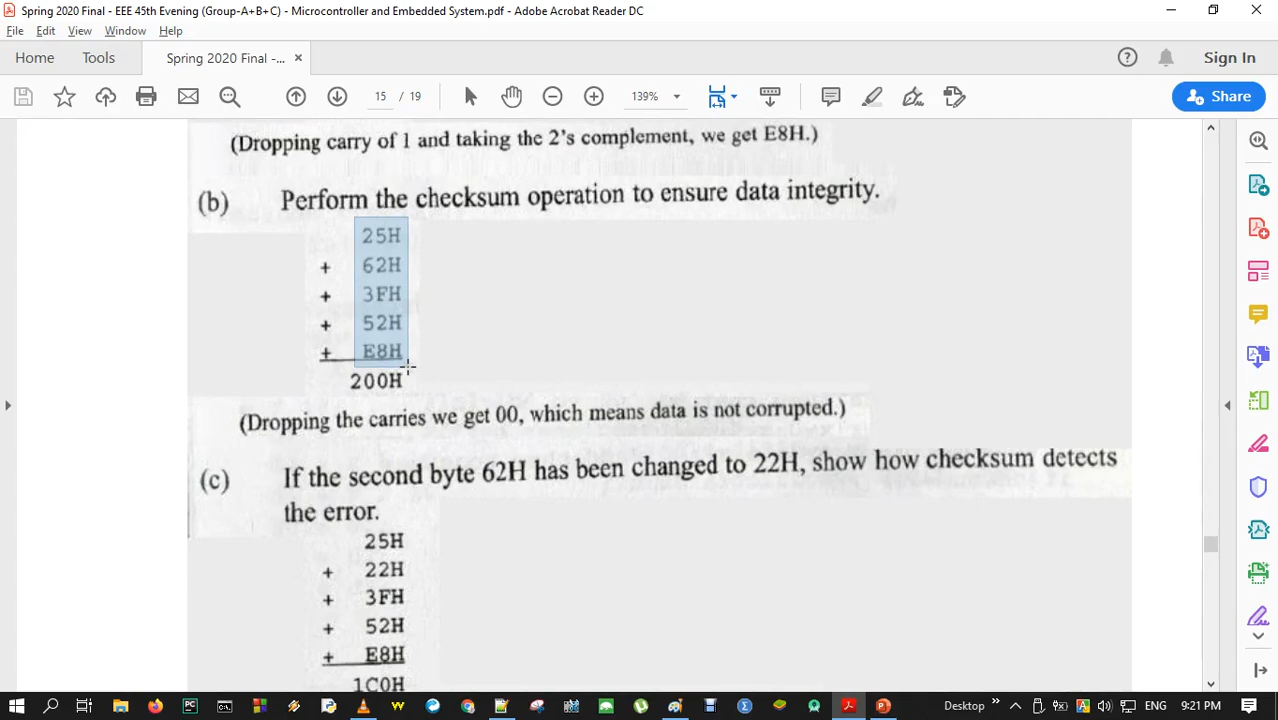 Spring 2020 Final - EEE 45th Evening (Group-A+B+C) - Microcontroller and Embedded System.pdf - Adobe Acrobat Reader DC
File Edit View Window Help
Home Tools Spring 2020 Final -... × Sign In
15 / 19 139% Share
(Dropping carry of 1 and taking the 2's complement, we get E8H.)
(b) Perform the checksum operation to ensure data integrity.
25H
+ 62H
+ 3FH
+ 52H
+ E8H
200H
(Dropping the carries we get 00, which means data is not corrupted.)
(c) If the second byte 62H has been changed to 22H, show how checksum detects
the error.
25H
+ 22H
+ 3FH
+ 52H
+ E8H
1C0H
Desktop ENG 9:21 PM